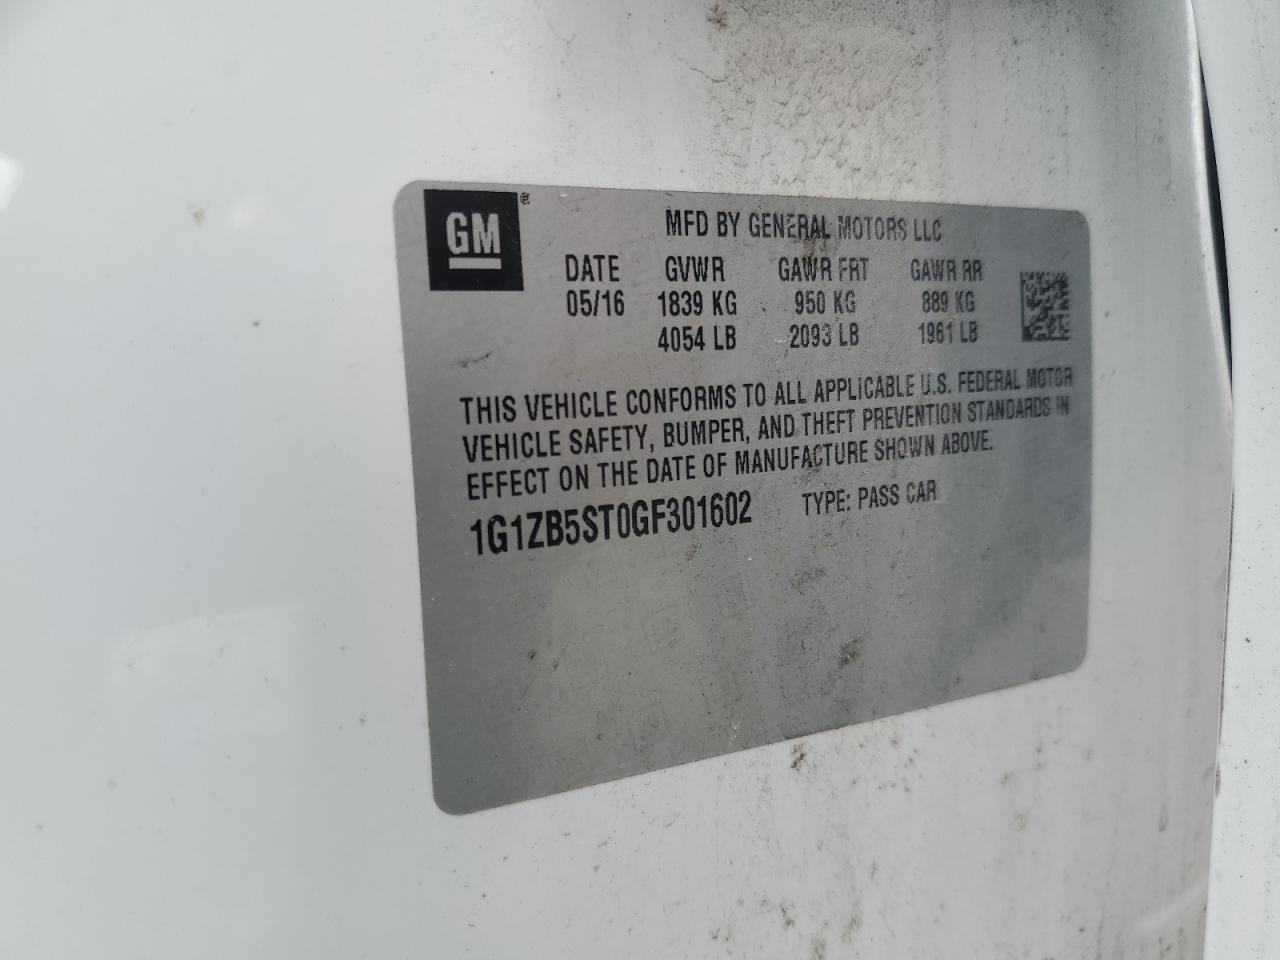 GM®
MFD BY GENERAL MOTORS LLC
DATE GVWR GAWR FRT GAWR RR
05/16 1839 KG 950 KG 889 KG
4054 LB 2093 LB 1961 LB
THIS VEHICLE CONFORMS TO ALL APPLICABLE U.S. FEDERAL MOTOR
VEHICLE SAFETY, BUMPER, AND THEFT PREVENTION STANDARDS IN
EFFECT ON THE DATE OF MANUFACTURE SHOWN ABOVE.
1G1ZB5ST0GF301602 TYPE: PASS CAR